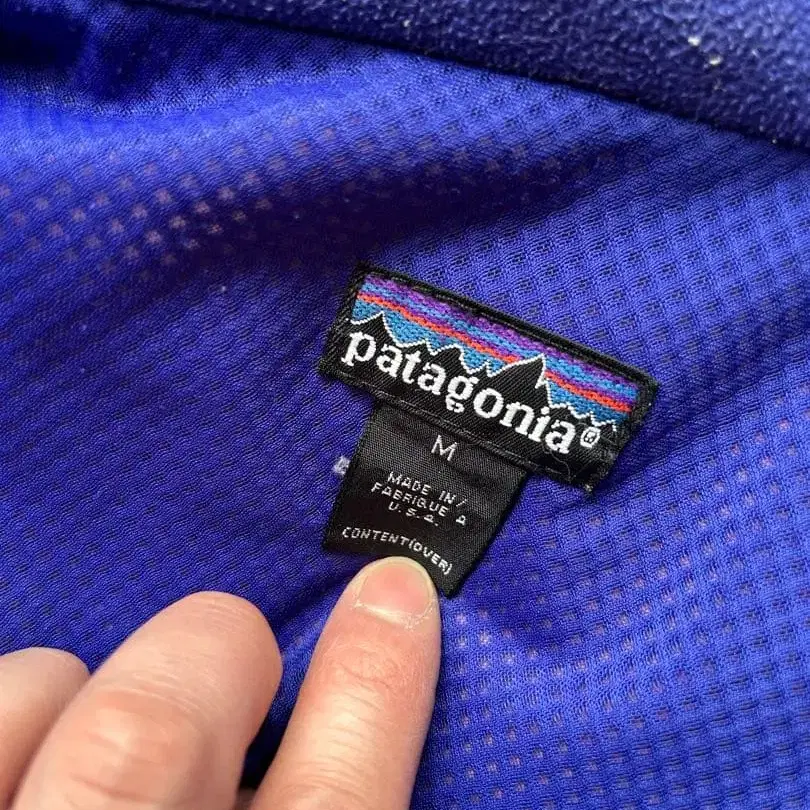 patagonia®
M
MADE IN/
FABRIQUE A
U.S.A.
CONTENT(OVER)